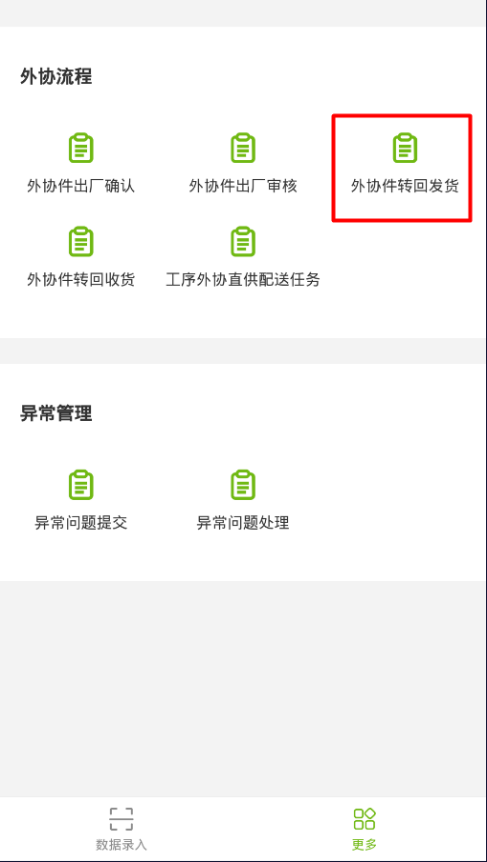 外协流程
外协件出厂确认
外协件出厂审核
外协件转回发货
外协件转回收货
工序外协直供配送任务
异常管理
异常问题提交
异常问题处理
数据录入
更多